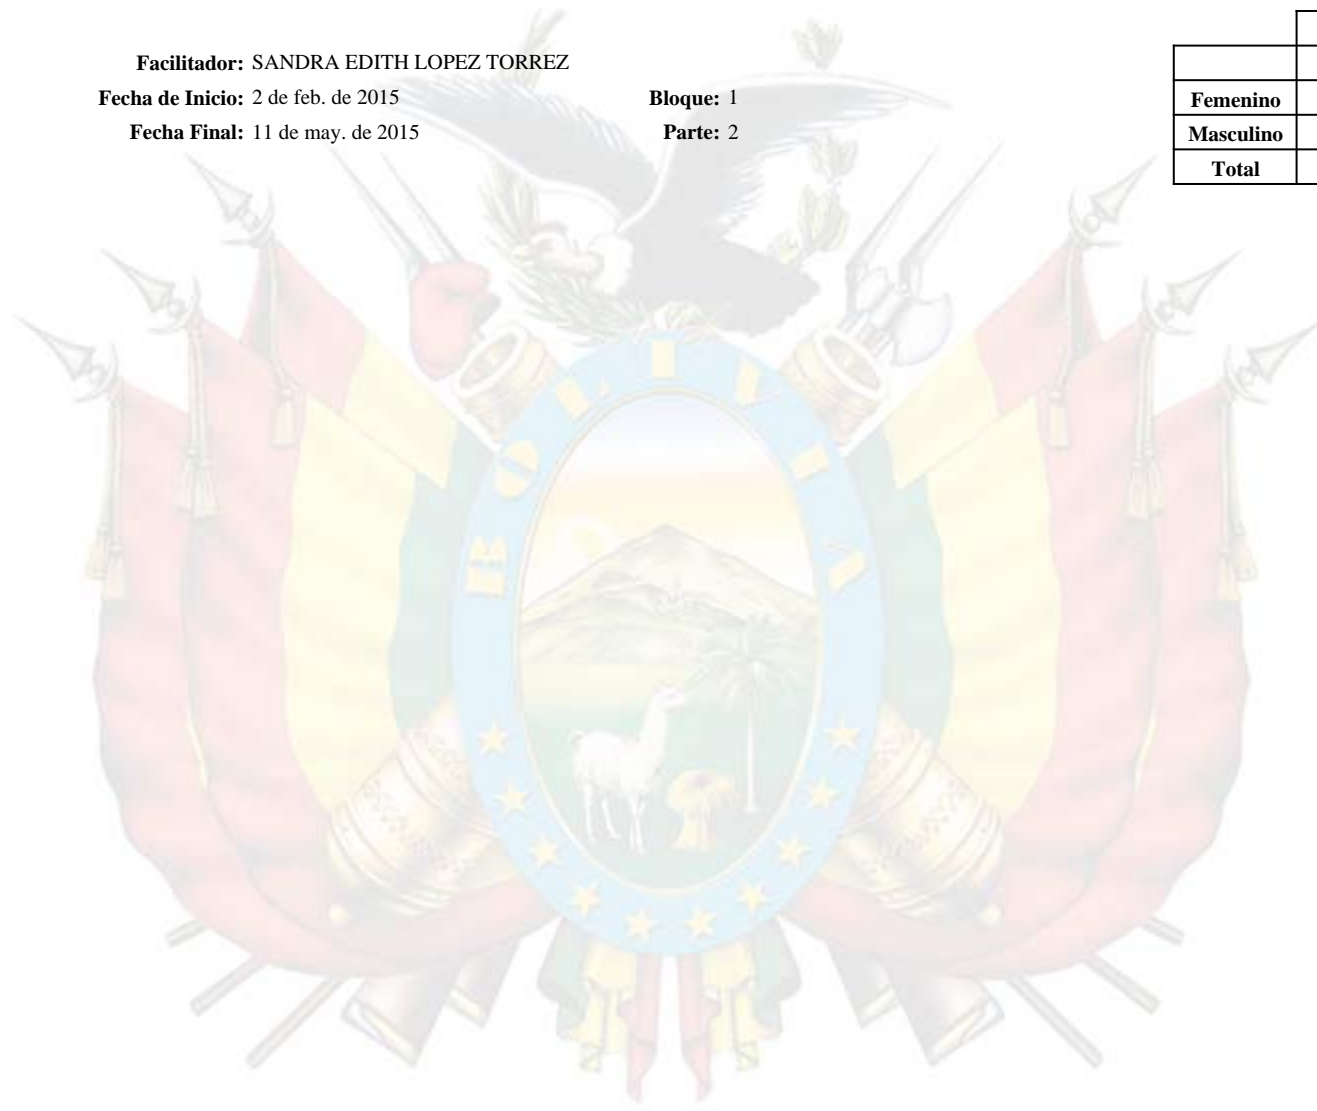 Facilitador: SANDRA EDITH LOPEZ TORREZ
Fecha de Inicio: 2 de feb. de 2015 Bloque: 1
Fecha Final: 11 de may. de 2015 Parte: 2
Femenino
Masculino
Total
BOLIVIA